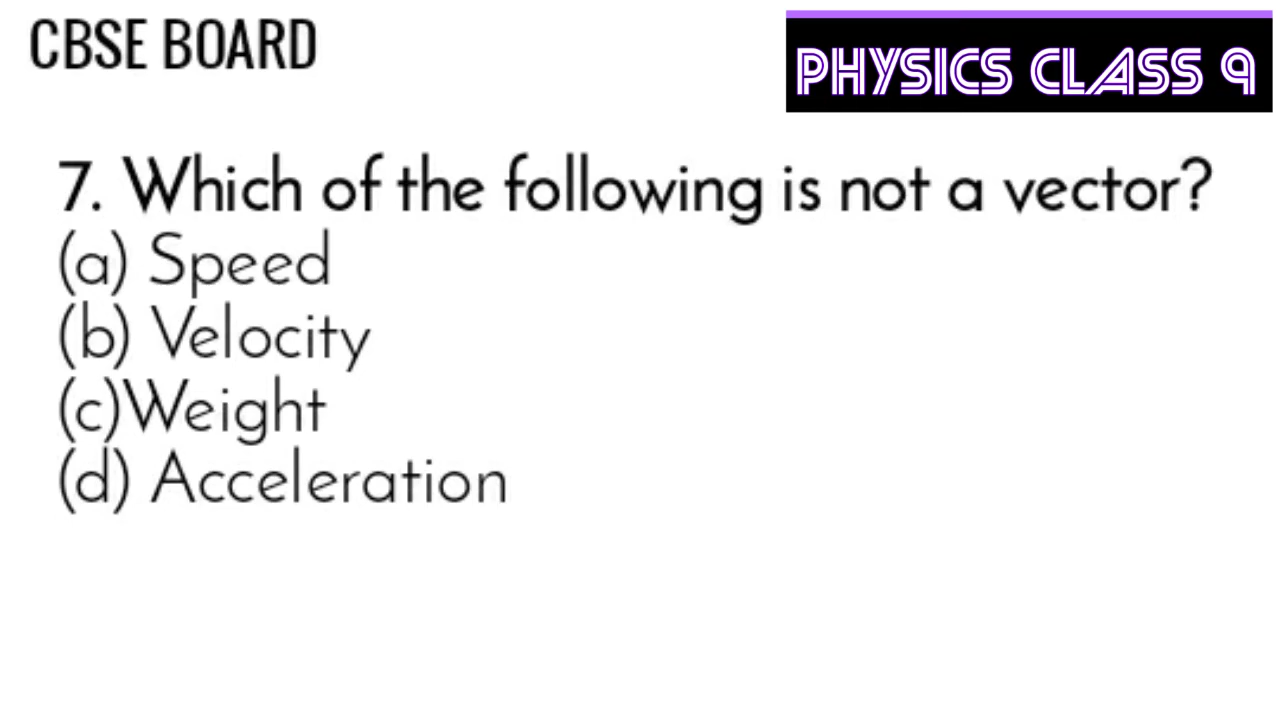 CBSE BOARD
PHYSICS CLASS 9
7. Which of the following is not a vector?
(a) Speed
(b) Velocity
(c)Weight
(d) Acceleration